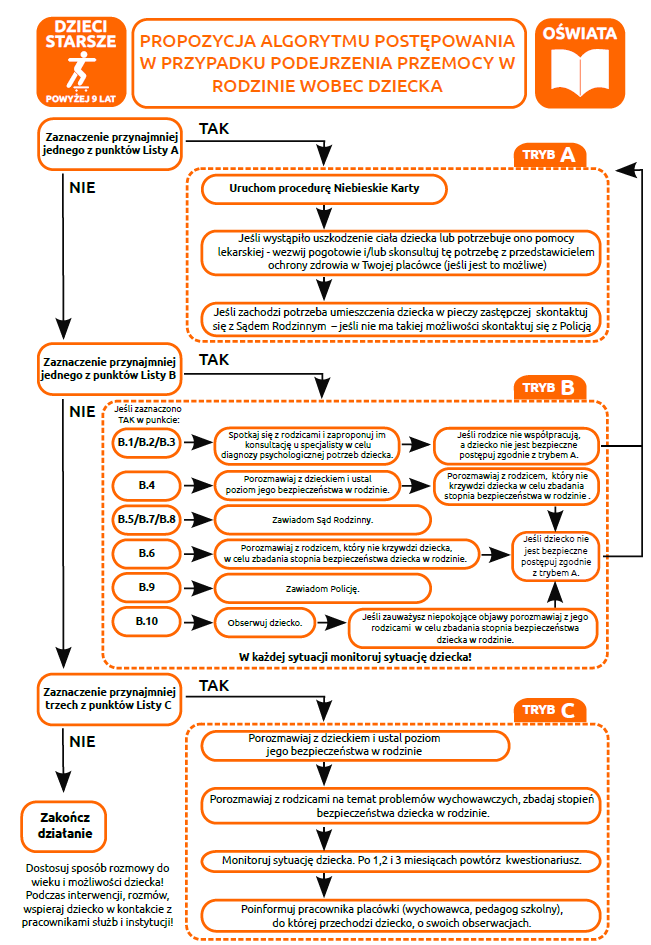 DZIECI
STARSZE
POWYŻEJ 9 LAT
PROPOZYCJA ALGORYTMU POSTĘPOWANIA
W PRZYPADKU PODEJRZENIA PRZEMOCY W
RODZINIE WOBEC DZIECKA
OŚWIATA
Zaznaczenie przynajmniej
jednego z punktów Listy A
TAK
NIE
TRYB A
Uruchom procedurę Niebieskie Karty
Jeśli wystąpiło uszkodzenie ciała dziecka lub potrzebuje ono pomocy
lekarskiej - wezwij pogotowie i/lub skonsultuj tę potrzebę z przedstawicielem
ochrony zdrowia w Twojej placówce (jeśli jest to możliwe)
Jeśli zachodzi potrzeba umieszczenia dziecka w pieczy zastępczej skontaktuj
się z Sądem Rodzinnym – jeśli nie ma takiej możliwości skontaktuj się z Policją
Zaznaczenie przynajmniej
jednego z punktów Listy B
TAK
NIE
TRYB B
Jeśli zaznaczono
TAK w punkcie:
B.1/B.2/B.3
Spotkaj się z rodzicami i zaproponuj im
konsultację u specjalisty w celu
diagnozy psychologicznej potrzeb dziecka.
Jeśli rodzice nie współpracują,
a dziecko nie jest bezpieczne
postępuj zgodnie z trybem A.
B.4
Porozmawiaj z dzieckiem i ustal
poziom jego bezpieczeństwa w rodzinie.
Porozmawiaj z rodzicem, który nie
krzywdzi dziecka w celu zbadania
stopnia bezpieczeństwa w rodzinie .
B.5/B.7/B.8
Zawiadom Sąd Rodzinny.
B.6
Porozmawiaj z rodzicem, który nie krzywdzi dziecka,
w celu zbadania stopnia bezpieczeństwa dziecka w rodzinie.
Jeśli dziecko nie
jest bezpieczne
postępuj zgodnie
z trybem A.
B.9
Zawiadom Policję.
B.10
Obserwuj dziecko.
Jeśli zauważysz niepokojące objawy porozmawiaj z jego
rodzicami w celu zbadania stopnia bezpieczeństwa
dziecka w rodzinie.
W każdej sytuacji monitoruj sytuację dziecka!
Zaznaczenie przynajmniej
trzech z punktów Listy C
TAK
NIE
TRYB C
Porozmawiaj z dzieckiem i ustal poziom
jego bezpieczeństwa w rodzinie
Porozmawiaj z rodzicami na temat problemów wychowawczych, zbadaj stopień
bezpieczeństwa dziecka w rodzinie.
Monitoruj sytuację dziecka. Po 1,2 i 3 miesiącach powtórz kwestionariusz.
Poinformuj pracownika placówki (wychowawca, pedagog szkolny),
do której przechodzi dziecko, o swoich obserwacjach.
Zakończ
działanie
Dostosuj sposób rozmowy do
wieku i możliwości dziecka!
Podczas interwencji, rozmów,
wspieraj dziecko w kontakcie z
pracownikami służb i instytucji!